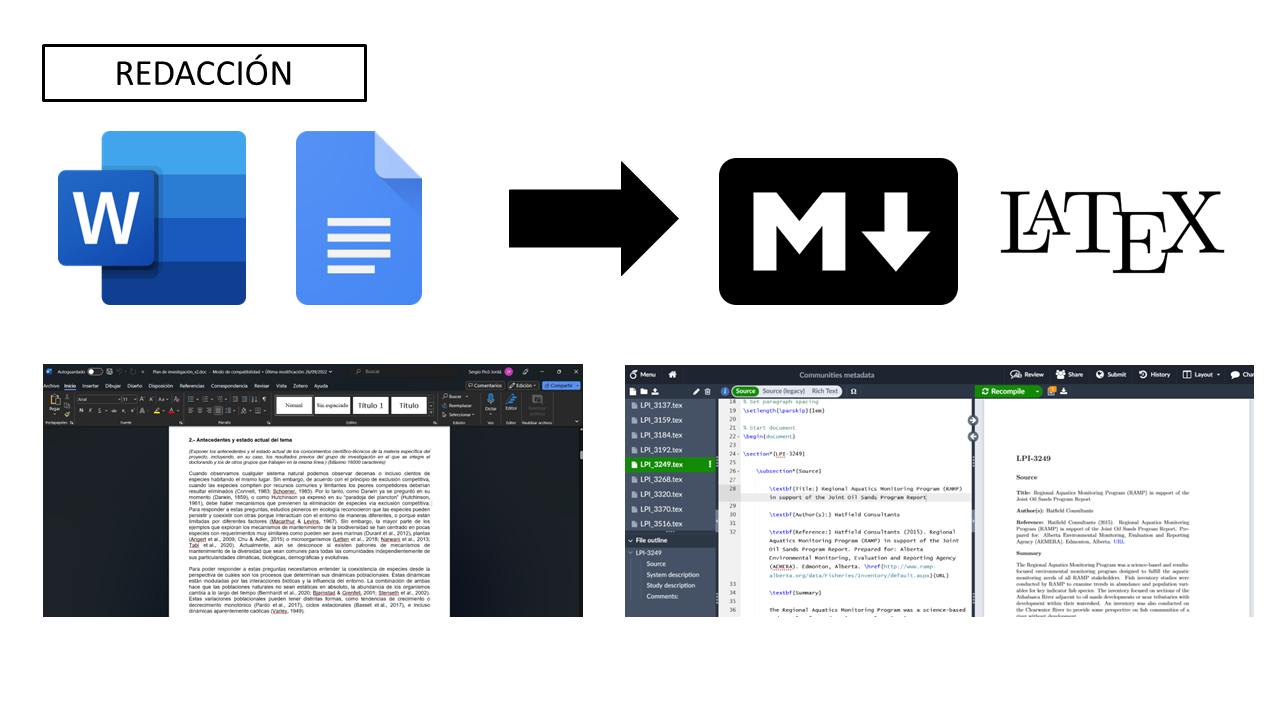 REDACCIÓN
W
M
LATEX
Autoguardado
Plan de investigación_v2.doc - Modo de compatibilidad • Última modificación: 26/09/2022
Buscar
Sergio Picó Jordá
Archivo Inicio Insertar Dibujar Diseño Disposición Referencias Correspondencia Revisar Vista Zotero Ayuda
Comentarios Edición Compartir
Pegar
Arial
11
Normal Sin espaciado Título 1 Título
Buscar
Reemplazar
Seleccionar
Dictar Editor
Portapapeles Fuente Párrafo Estilos Edición Voz Editor
2.- Antecedentes y estado actual del tema
(Exponer los antecedentes y el estado actual de los conocimientos científico-técnicos de la materia específica del
proyecto, incluyendo, en su caso, los resultados previos del grupo de investigación en el que se integre el
doctorando y los de otros grupos que trabajen en la misma línea.) (Máximo 16000 caracteres)
Cuando observamos cualquier sistema natural podemos observar decenas o incluso cientos de
especies habitando el mismo lugar. Sin embargo, de acuerdo con el principio de exclusión competitiva,
cuando las especies compiten por recursos comunes y limitantes los peores competidores deberían
resultar eliminados (Connell, 1983; Schoener, 1983). Por lo tanto, como Darwin ya se preguntó en su
momento (Darwin, 1859), o como Hutchinson ya expresó en su "paradoja del plancton" (Hutchinson,
1961), debe haber mecanismos que previenen la eliminación de especies vía exclusión competitiva.
Para responder a estas preguntas, estudios pioneros en ecología reconocieron que las especies pueden
persistir y coexistir con otras porque interactúan con el entorno de maneras diferentes, o porque están
limitadas por diferentes factores (Macarthur & Levins, 1967). Sin embargo, la mayor parte de los
ejemplos que exploran los mecanismos de mantenimiento de la biodiversidad se han centrado en pocas
especies con requerimientos muy similares como pueden ser aves marinas (Durant et al., 2012), plantas
(Angert et al., 2009; Chu & Adler, 2015) o microorganismos (Letten et al., 2018; Narwani et al., 2013;
et al., 2020). Actualmente, aún se desconoce si existen patrones de mecanismos de
mantenimiento de la diversidad que sean comunes para todas las comunidades independientemente de
sus particularidades climáticas, biológicas, demográficas y evolutivas.
Para poder responder a estas preguntas necesitamos entender la coexistencia de especies desde la
perspectiva de cuáles son los procesos que determinan sus dinámicas poblacionales. Estas dinámicas
están moduladas por las interacciones bióticas y la influencia del entorno. La combinación de ambas
hace que las poblaciones naturales no sean estáticas en absoluto, la abundancia de los organismos
cambia a lo largo del tiempo (Bernhardt et al., 2020; Bjørnstad & Grenfell, 2001; Stenseth et al., 2002).
Estas variaciones poblacionales pueden tener distintas formas, como tendencias de crecimiento o
decrecimiento monotónico (Pardo et al., 2017), ciclos estacionales (Basset et al., 2017), e incluso
dinámicas aparentemente caóticas (Varley, 1949).
Menu
Communities metadata
Review Share Submit History Layout Chat
Source Source (legacy) Rich Text Ω
Recompile
LPI_3137.tex
LPI_3159.tex
LPI_3184.tex
LPI_3192.tex
LPI_3249.tex
LPI_3268.tex
LPI_3320.tex
LPI_3370.tex
LPI_3516.tex
File outline
LPI-3249
Source
System description
Study description
Comments:
18 % Set paragraph spacing
19 \setlength{\parskip}{1em}
20
21 % Start document
22 \begin{document}
23
24 \section*{LPI-3249}
25
26 \subsection*{Source}
27
28 \textbf{Title:} Regional Aquatics Monitoring Program (RAMP)
in support of the Joint Oil Sands Program Report
29
30 \textbf{Author(s):} Hatfield Consultants
31
32 \textbf{Reference:} Hatfield Consultants (2015). Regional
Aquatics Monitoring Program (RAMP) in support of the Joint
Oil Sands Program Report. Prepared for: Alberta
Environmental Monitoring, Evaluation and Reporting Agency
(AEMERA). Edmonton, Alberta. \href{http://www.ramp-
alberta.org/data/Fisheries/Inventory/default.aspx}{URL}
33
34 \textbf{Summary}
35
36 The Regional Aquatics Monitoring Program was a science-based
LPI-3249
Source
Title: Regional Aquatics Monitoring Program (RAMP) in support of the
Joint Oil Sands Program Report
Author(s): Hatfield Consultants
Reference: Hatfield Consultants (2015). Regional Aquatics Monitoring
Program (RAMP) in support of the Joint Oil Sands Program Report. Pre-
pared for: Alberta Environmental Monitoring, Evaluation and Reporting
Agency (AEMERA). Edmonton, Alberta. URL
Summary
The Regional Aquatics Monitoring Program was a science-based and results-
focused environmental monitoring program designed to fulfill the aquatic
monitoring needs of all RAMP stakeholders. Fish inventory studies were
conducted by RAMP to examine trends in abundance and population vari-
ables for key indicator fish species. The inventory focused on sections of the
Athabasca River adjacent to oil sands developments or near tributaries with
development within their watershed. An inventory was also conducted on
the Clearwater River to provide some perspective on fish communities of a
river without development.